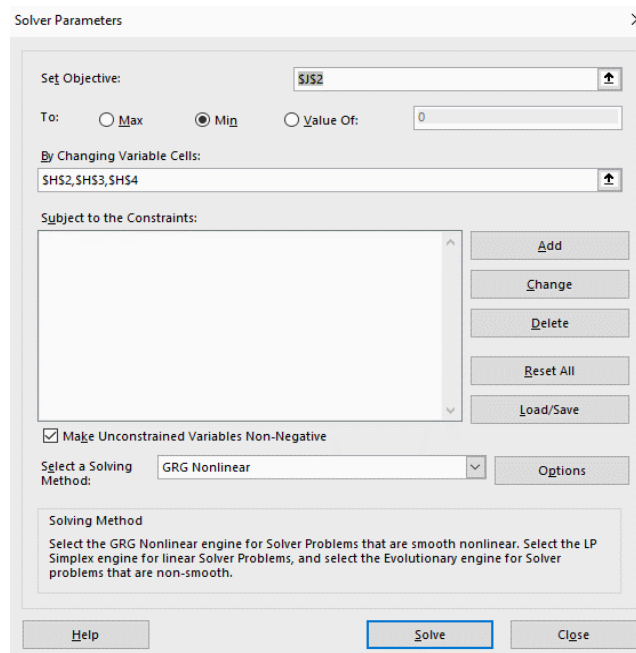 Solver Parameters
Set Objective:
$J$2
To:
Max
Min
Value Of:
0
By Changing Variable Cells:
$H$2,$H$3,$H$4
Subject to the Constraints:
Add
Change
Delete
Reset All
Load/Save
Make Unconstrained Variables Non-Negative
Select a Solving
Method:
GRG Nonlinear
Options
Solving Method
Select the GRG Nonlinear engine for Solver Problems that are smooth nonlinear. Select the LP
Simplex engine for linear Solver Problems, and select the Evolutionary engine for Solver
problems that are non-smooth.
Help
Solve
Close